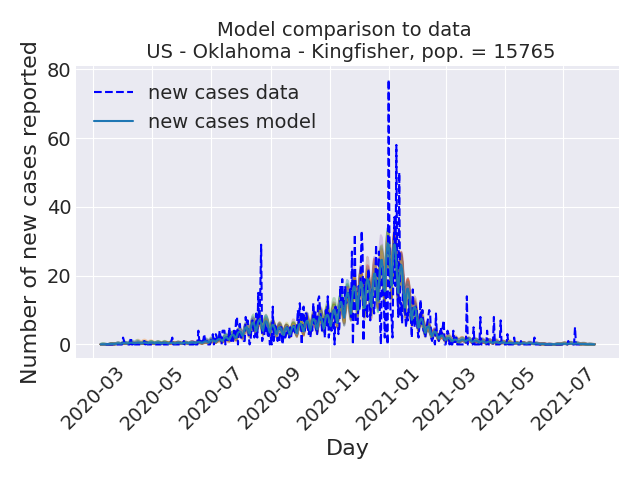 Model comparison to data
US - Oklahoma - Kingfisher, pop. = 15765
Number of new cases reported
80
60
40
20
0
new cases data
new cases model
2020-03
2020-05
2020-07
2020-09
2020-11
2021-01
2021-03
2021-05
2021-07
Day